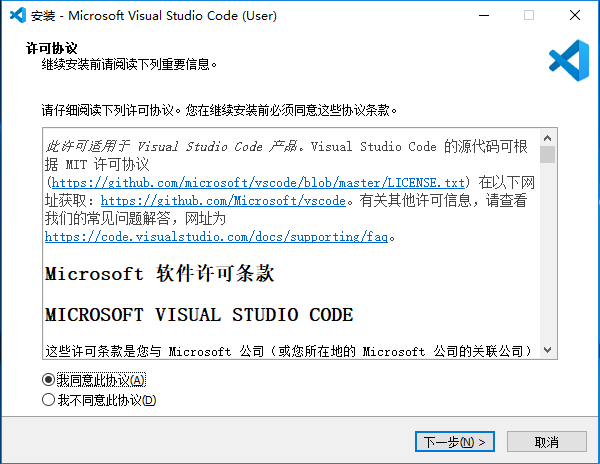 安装 - Microsoft Visual Studio Code (User)
许可协议
继续安装前请阅读下列重要信息。
请仔细阅读下列许可协议。您在继续安装前必须同意这些协议条款。
此许可适用于 Visual Studio Code 产品。Visual Studio Code 的源代码可根
据 MIT 许可协议
(https://github.com/microsoft/vscode/blob/master/LICENSE.txt) 在以下网
址获取：https://github.com/Microsoft/vscode。有关其他许可信息，请查看
我们的常见问题解答，网址为
https://code.visualstudio.com/docs/supporting/faq。
Microsoft 软件许可条款
MICROSOFT VISUAL STUDIO CODE
这些许可条款是您与 Microsoft 公司（或您所在地的 Microsoft 公司的关联公司）
我同意此协议(A)
我不同意此协议(D)
下一步(N) >
取消